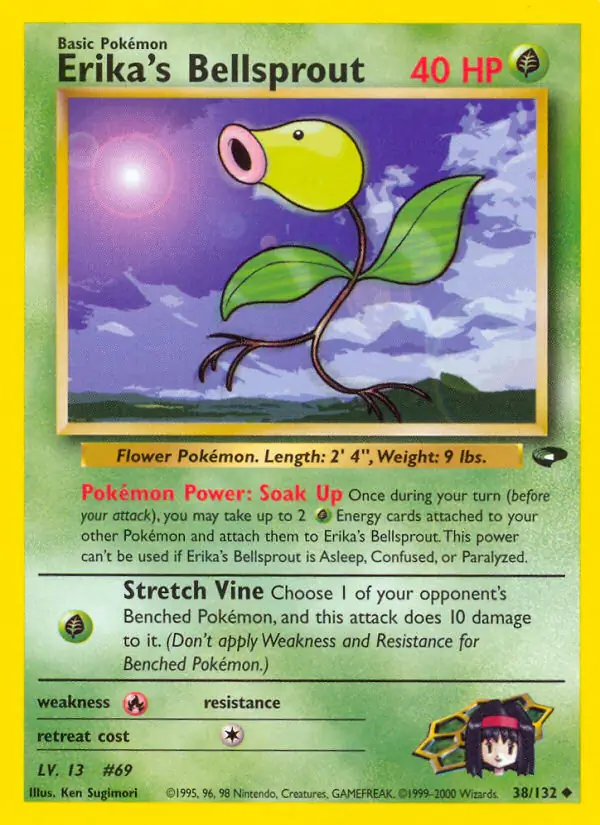 Basic Pokémon
Erika's Bellsprout 40 HP
Flower Pokémon. Length: 2' 4", Weight: 9 lbs.
Pokémon Power: Soak Up Once during your turn (before
your attack), you may take up to 2 Energy cards attached to your
other Pokémon and attach them to Erika's Bellsprout. This power
can't be used if Erika's Bellsprout is Asleep, Confused, or Paralyzed.
Stretch Vine Choose 1 of your opponent's
Benched Pokémon, and this attack does 10 damage
to it. (Don't apply Weakness and Resistance for
Benched Pokémon.)
weakness resistance
retreat cost
LV. 13 #69
Illus. Ken Sugimori ©1995, 96, 98 Nintendo, Creatures, GAMEFREAK. ©1999-2000 Wizards. 38/132